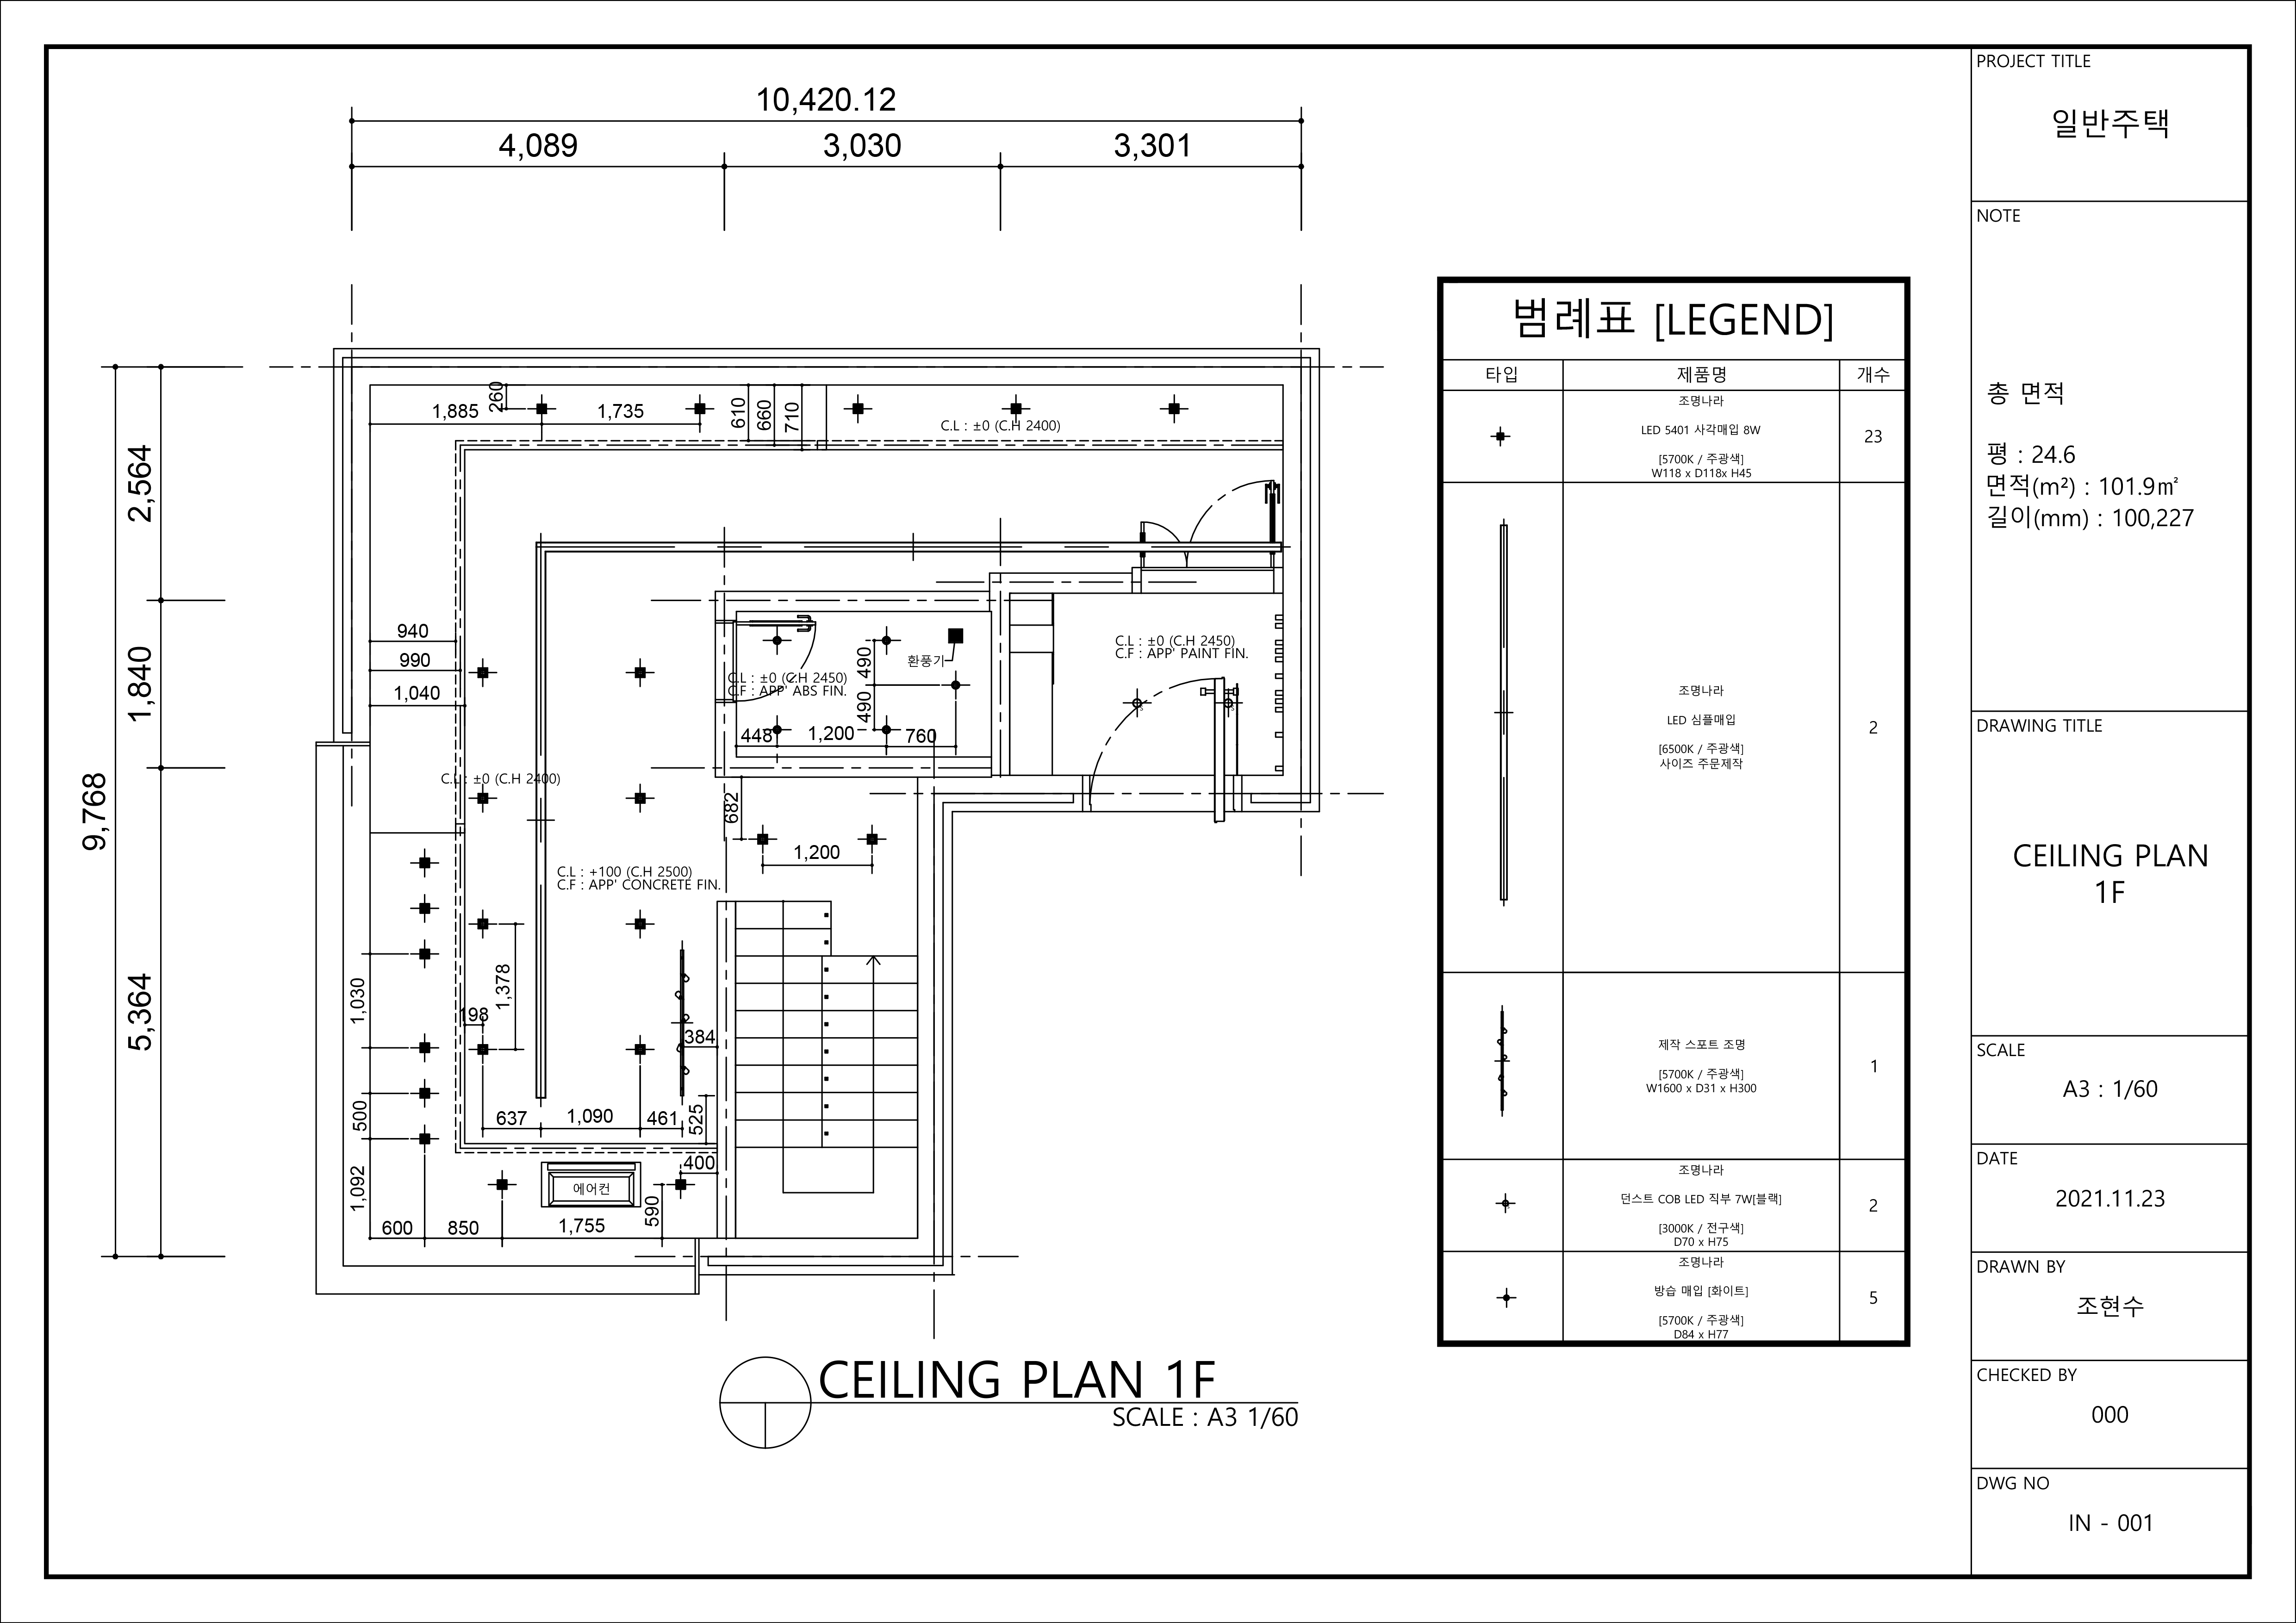 10,420.12
4,089
3,030
3,301
9,768
2,564
1,840
5,364
260
1,885
1,735
610
660
710
C.L : ±0 (C.H 2400)
940
990
1,040
C.L : ±0 (C.H 2450)
C.F : APP' ABS FIN.
환풍기
490
490
448
1,200
760
C.L : ±0 (C.H 2450)
C.F : APP' PAINT FIN.
C.L : ±0 (C.H 2400)
682
1,200
C.L : +100 (C.H 2500)
C.F : APP' CONCRETE FIN.
1,030
1,378
198
384
500
637
1,090
461
525
1,092
400
에어컨
590
600
850
1,755
CEILING PLAN 1F
SCALE : A3 1/60
범례표 [LEGEND]
타입
제품명
개수
조명나라
LED 5401 사각매입 8W
[5700K / 주광색]
W118 x D118x H45
23
조명나라
LED 심플매입
[6500K / 주광색]
사이즈 주문제작
2
제작 스포트 조명
[5700K / 주광색]
W1600 x D31 x H300
1
조명나라
던스트 COB LED 직부 7W[블랙]
[3000K / 전구색]
D70 x H75
2
조명나라
방습 매입 [화이트]
[5700K / 주광색]
D84 x H77
5
PROJECT TITLE
일반주택
NOTE
총 면적
평 : 24.6
면적(m²) : 101.9㎡
길이(mm) : 100,227
DRAWING TITLE
CEILING PLAN
1F
SCALE
A3 : 1/60
DATE
2021.11.23
DRAWN BY
조현수
CHECKED BY
000
DWG NO
IN - 001